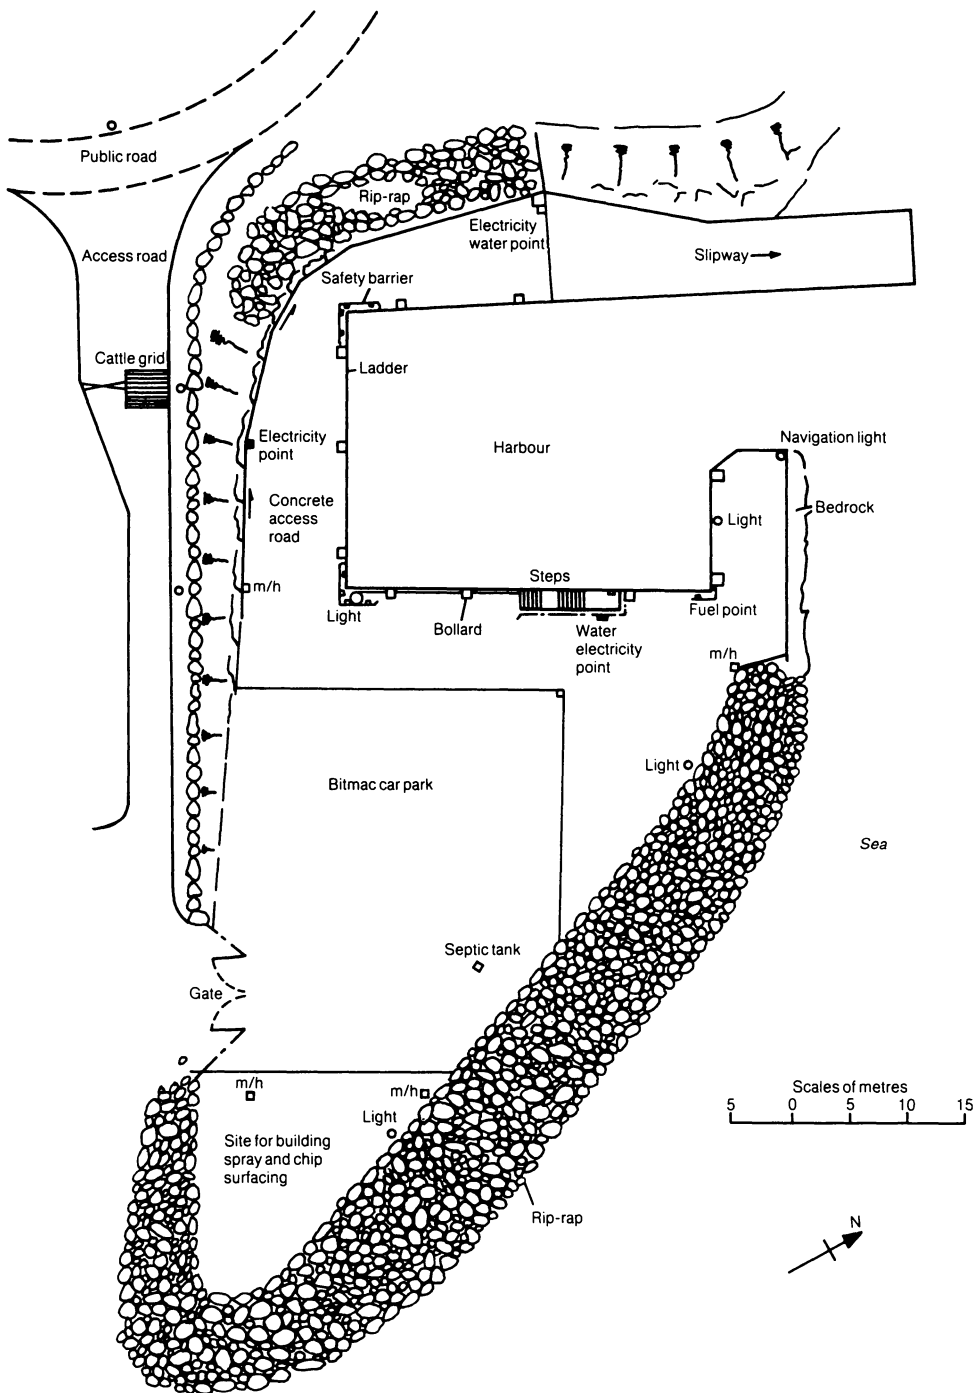 Public road
Rip-rap
Electricity
water point
Access road
Slipway
Safety barrier
Cattle grid
Ladder
Electricity
point
Harbour
Navigation light
Concrete
access
road
Light
Bedrock
m/h
Steps
Light
Bollard
Water
electricity
point
Fuel point
m/h
Light
Bitmac car park
Sea
Septic tank
Gate
m/h
m/h
Light
Scales of metres
5 0 5 10 15
Site for building
spray and chip
surfacing
Rip-rap
N